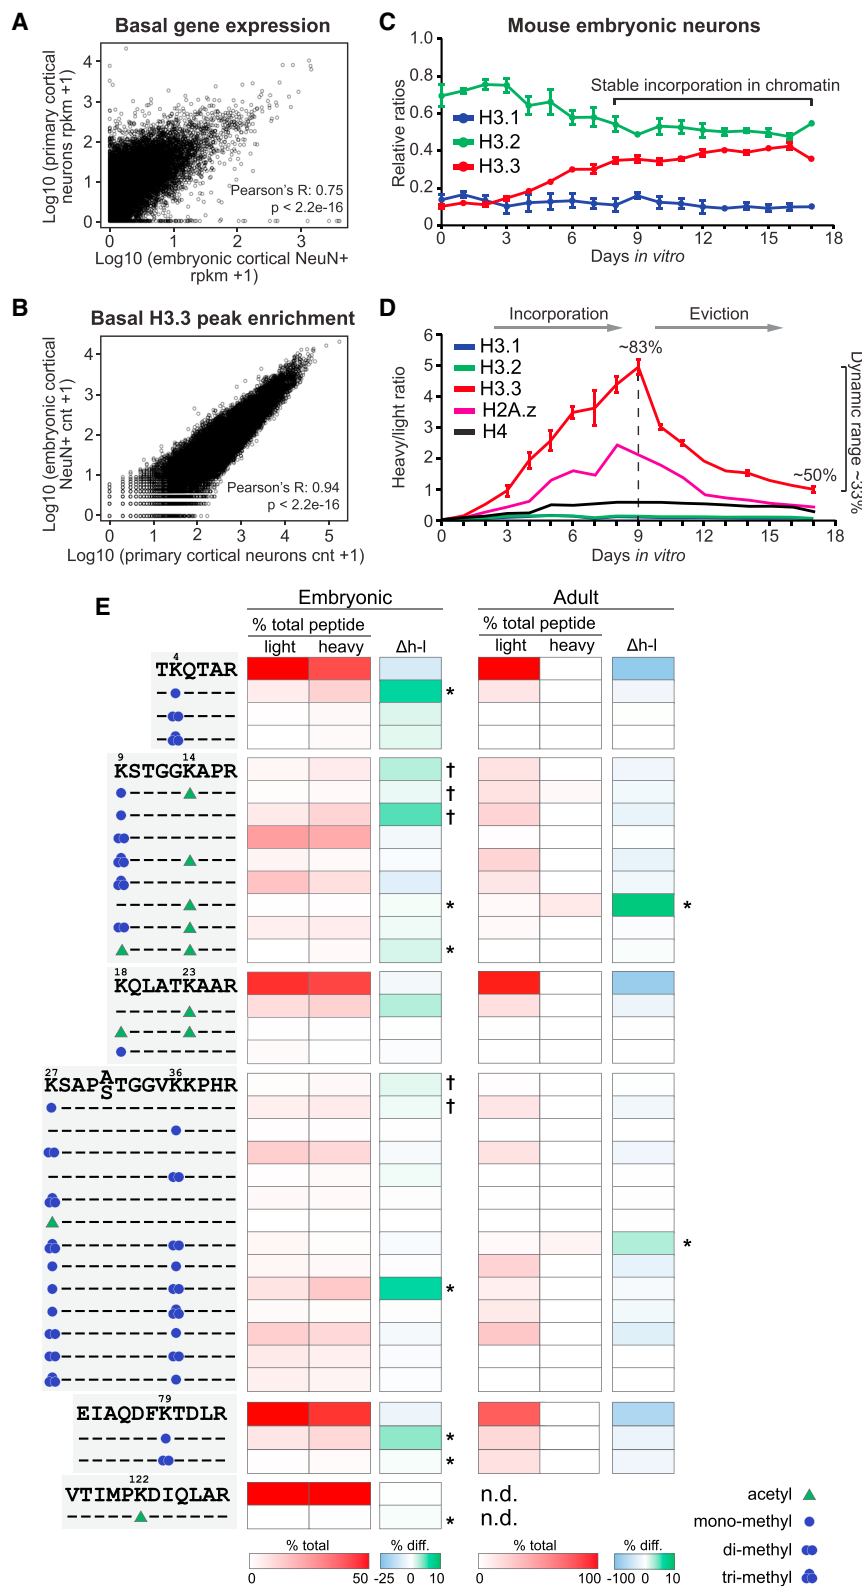 A
Basal gene expression
Log10 (primary cortical
neurons rpkm +1)
4
3
2
1
0
Pearson's R: 0.75
p < 2.2e-16
0 1 2 3
Log10 (embryonic cortical NeuN+
rpkm +1)
B
Basal H3.3 peak enrichment
Log10 (embryonic cortical
NeuN+ cnt +1)
4
3
2
1
0
Pearson's R: 0.94
p < 2.2e-16
0 1 2 3 4 5
Log10 (primary cortical neurons cnt +1)
C
Mouse embryonic neurons
Relative ratios
1.0
0.8
0.6
0.4
0.2
0
Stable incorporation in chromatin
H3.1
H3.2
H3.3
0 3 6 9 12 15 18
Days in vitro
D
Incorporation
Eviction
Heavy/light ratio
6
5
4
3
2
1
0
H3.1
H3.2
H3.3
H2A.z
H4
~83%
~50%
Dynamic range ~33%
0 3 6 9 12 15 18
Days in vitro
E
Embryonic
Adult
% total peptide
% total peptide
light heavy Δh-l
light heavy Δh-l
4
TKQTAR
*
9 14
KSTGGKAPR
†
†
†
*
*
*
18 23
KQLATKAAR
27 36
KSAPA/STGGVKKPHR
†
†
*
*
79
EIAQDFKTDLR
*
*
122
VTIMPKDIQLAR
n.d.
n.d.
*
% total
0 50
% diff.
-25 0 10
% total
0 100
% diff.
-100 0 10
acetyl
mono-methyl
di-methyl
tri-methyl